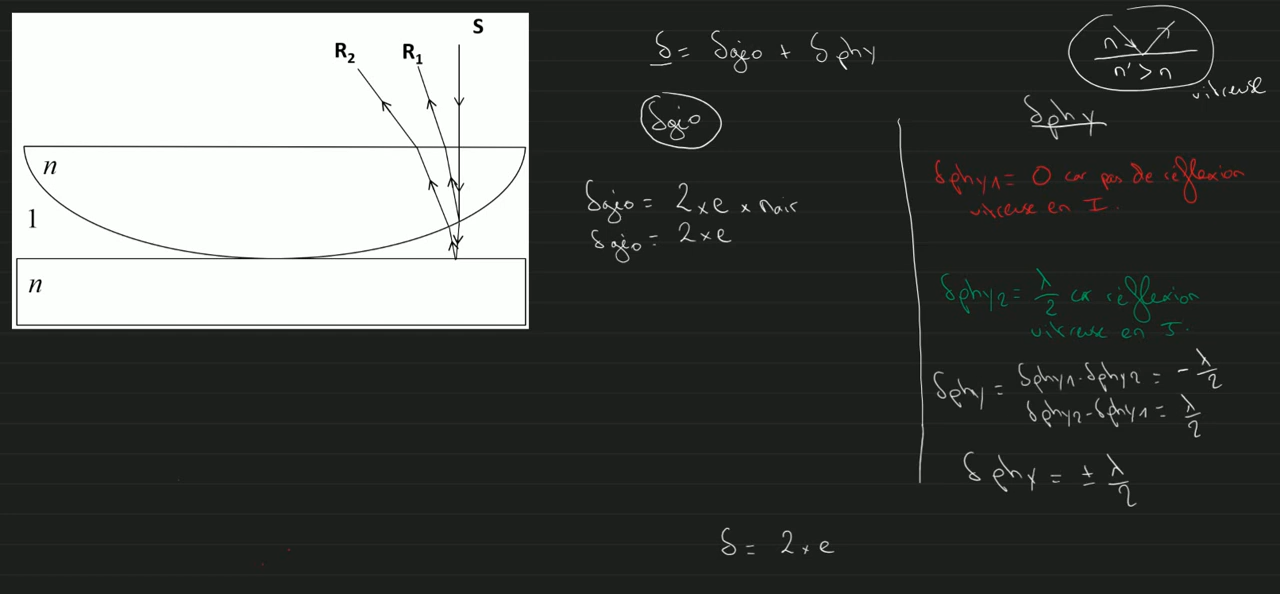 S
R₂ R₁
n
1
n
δ = δgéo + δphy
n
n' > n
vitreuse
δgéo
δgéo = 2 × e × nair
δgéo = 2 × e
δphy
δphy1 = 0 car pas de réflexion
vitreuse en I.
δphy2 = λ/2 car réflexion
vitreuse en J.
δphy = δphy1 - δphy2 = - λ/2
δphy2 - δphy1 = λ/2
δphy = ± λ/2
δ = 2 × e